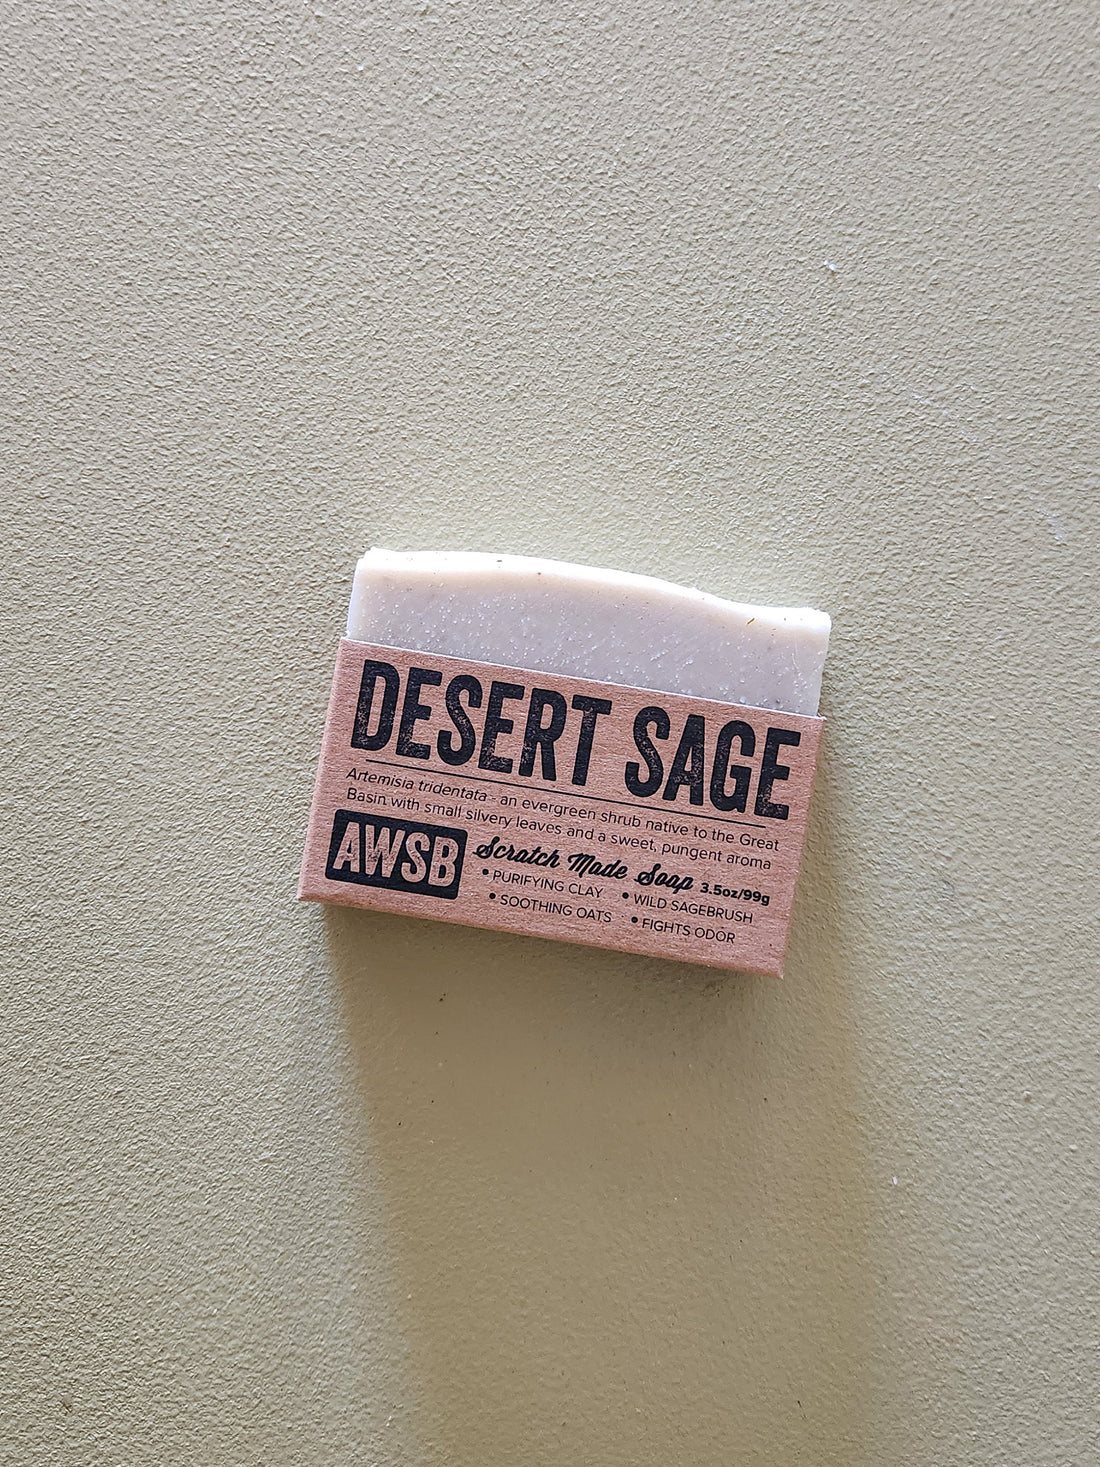 DESERT SAGE
Artemisia tridentata - an evergreen shrub native to the Great
Basin with small silvery leaves and a sweet, pungent aroma
AWSB
Scratch Made Soap 3.5oz/99g
• PURIFYING CLAY • WILD SAGEBRUSH
• SOOTHING OATS • FIGHTS ODOR